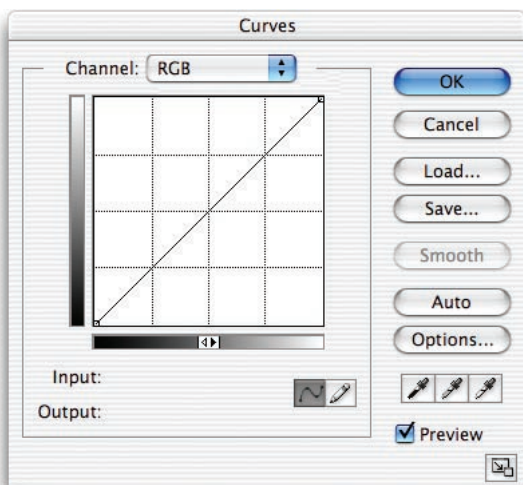 Curves
Channel: RGB
OK
Cancel
Load...
Save...
Smooth
Auto
Options...
Input:
Output:
Preview